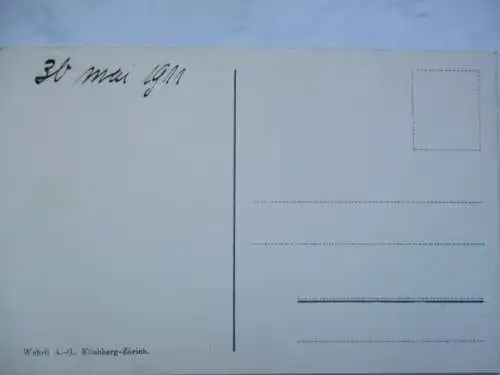 30 mai 1911
Wehrli A.-G., Kilchberg-Zürich.